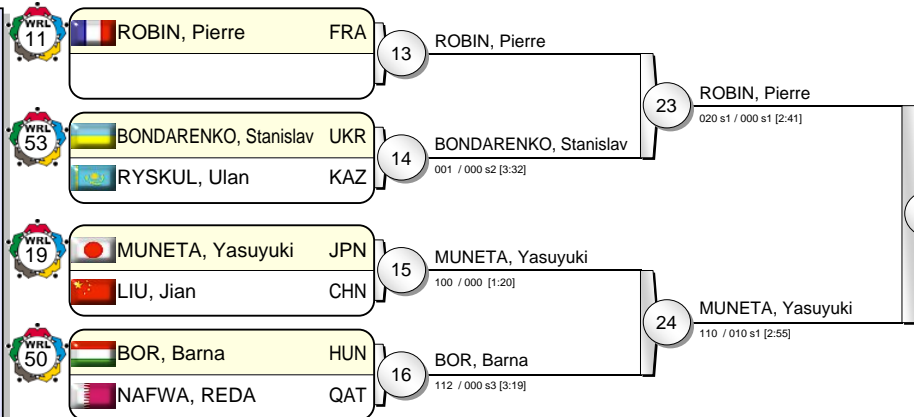 WRL
11
ROBIN, Pierre FRA
13
ROBIN, Pierre
WRL
53
BONDARENKO, Stanislav UKR
RYSKUL, Ulan KAZ
14
BONDARENKO, Stanislav
001 / 000 s2 [3:32]
23
ROBIN, Pierre
020 s1 / 000 s1 [2:41]
WRL
19
MUNETA, Yasuyuki JPN
LIU, Jian CHN
15
MUNETA, Yasuyuki
100 / 000 [1:20]
WRL
50
BOR, Barna HUN
NAFWA, REDA QAT
16
BOR, Barna
112 / 000 s3 [3:19]
24
MUNETA, Yasuyuki
110 / 010 s1 [2:55]